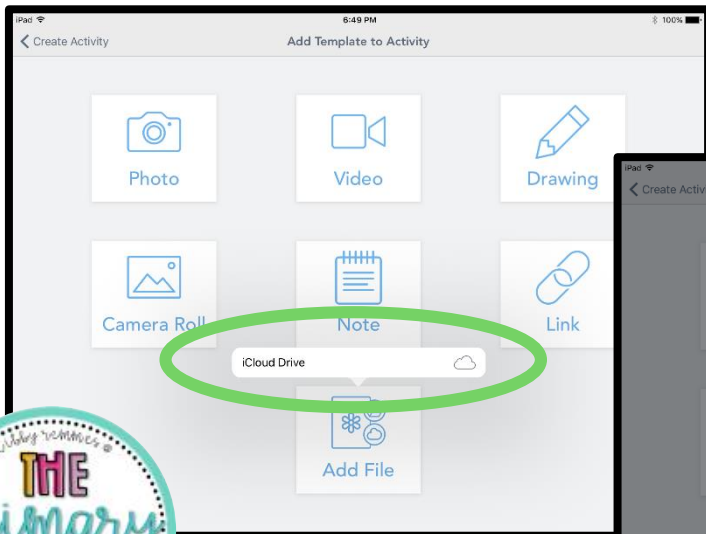 iPad 6:49 PM 100%
Create Activity Add Template to Activity
Photo Video Drawing
iPad
Create Activ
Camera Roll Note Link
iCloud Drive
Add File
THE